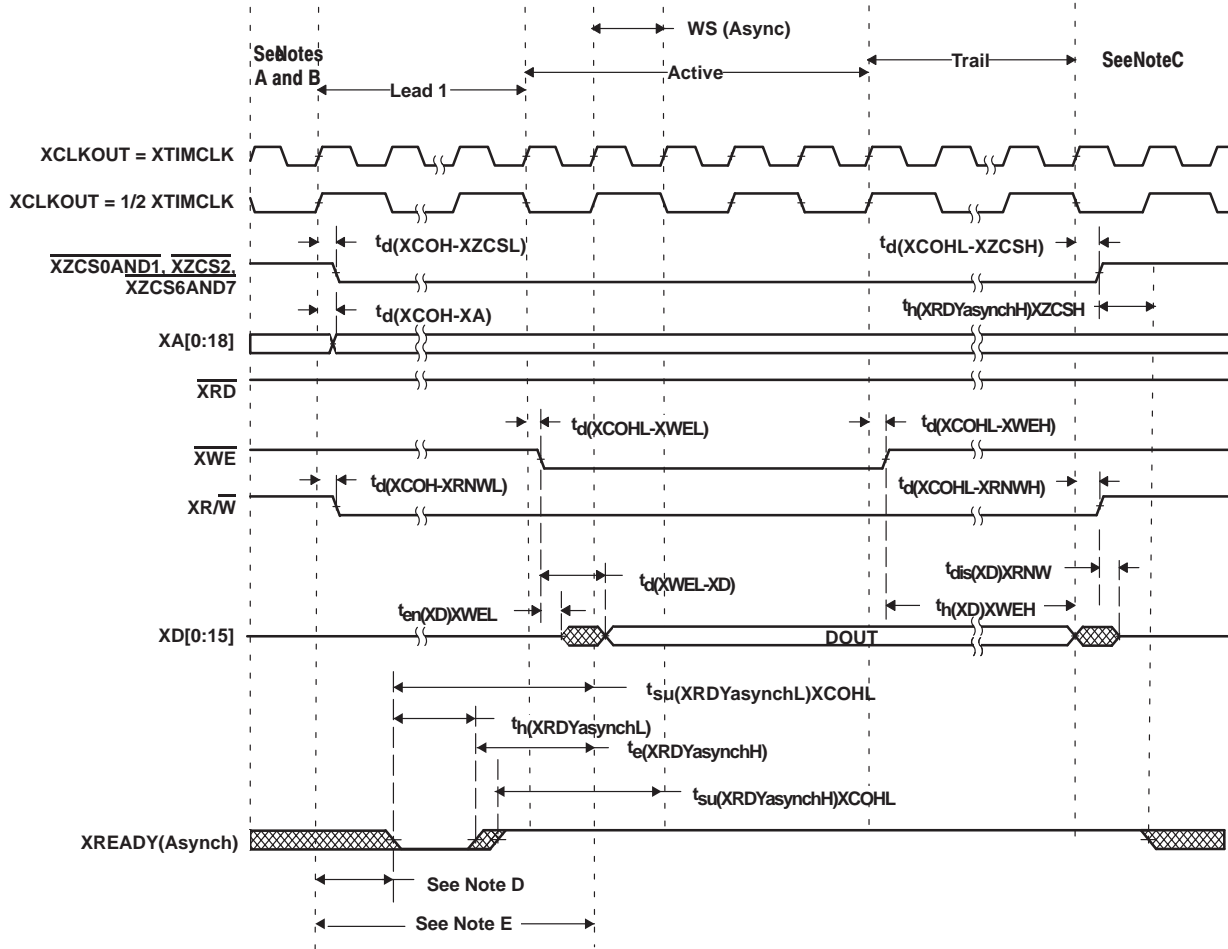 WS (Async)
See Notes
A and B
Lead 1
Active
Trail
See Note C
XCLKOUT = XTIMCLK
XCLKOUT = 1/2 XTIMCLK
td(XCOH-XZCSL)
td(XCOHL-XZCSH)
XZCS0AND1, XZCS2,
XZCS6AND7
th(XRDYasynchH)XZCSH
td(XCOH-XA)
XA[0:18]
XRD
td(XCOHL-XWEL)
td(XCOHL-XWEH)
XWE
td(XCOH-XRNWL)
td(XCOHL-XRNWH)
XR/W
tdis(XD)XRNW
td(XWEL-XD)
ten(XD)XWEL
th(XD)XWEH
XD[0:15]
DOUT
tsu(XRDYasynchL)XCOHL
th(XRDYasynchL)
te(XRDYasynchH)
tsu(XRDYasynchH)XCOHL
XREADY(Asynch)
See Note D
See Note E